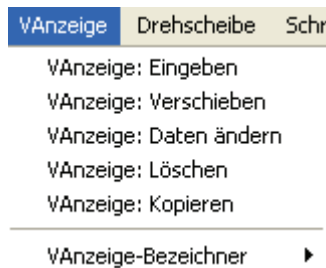 VAnzeige Drehscheibe Schr
VAnzeige: Eingeben
VAnzeige: Verschieben
VAnzeige: Daten ändern
VAnzeige: Löschen
VAnzeige: Kopieren
VAnzeige-Bezeichner